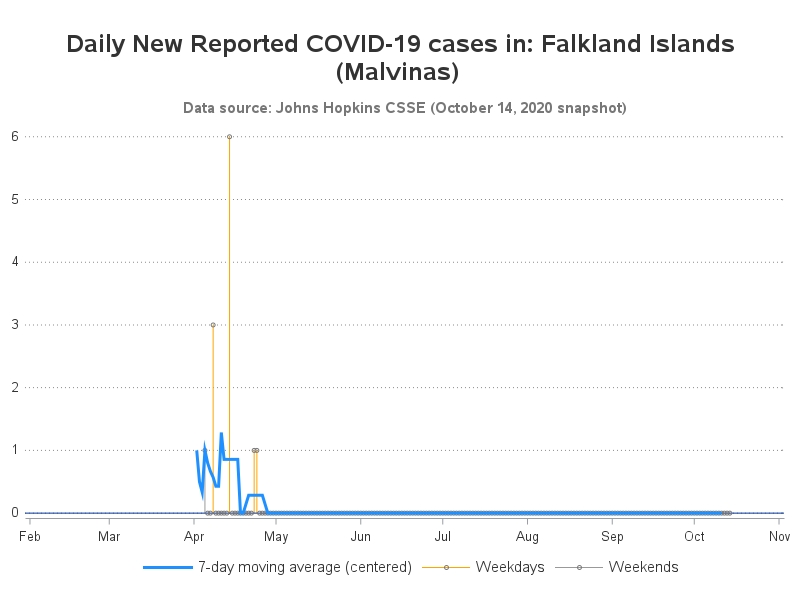 Daily New Reported COVID-19 cases in: Falkland Islands
(Malvinas)
Data source: Johns Hopkins CSSE (October 14, 2020 snapshot)
6
5
4
3
2
1
0
Feb Mar Apr May Jun Jul Aug Sep Oct Nov
7-day moving average (centered) Weekdays Weekends